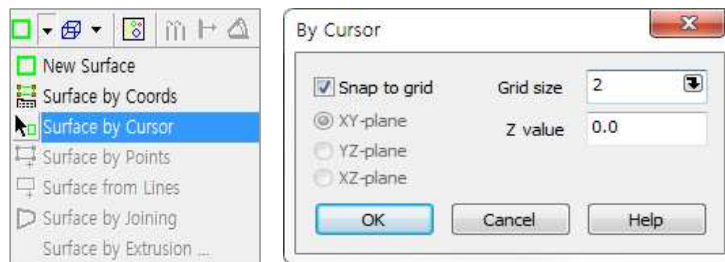 New Surface
Surface by Coords
Surface by Cursor
Surface by Points
Surface from Lines
Surface by Joining
Surface by Extrusion ...
By Cursor
Snap to grid
Grid size 2
XY-plane
Z value 0.0
YZ-plane
XZ-plane
OK Cancel Help